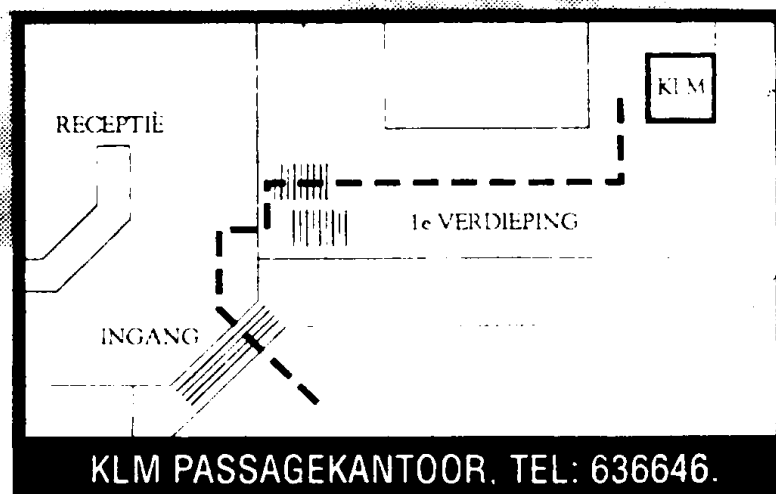 KLM
RECEPTIE
1e VERDIEPING
INGANG
KLM PASSAGEKANTOOR. TEL: 636646.